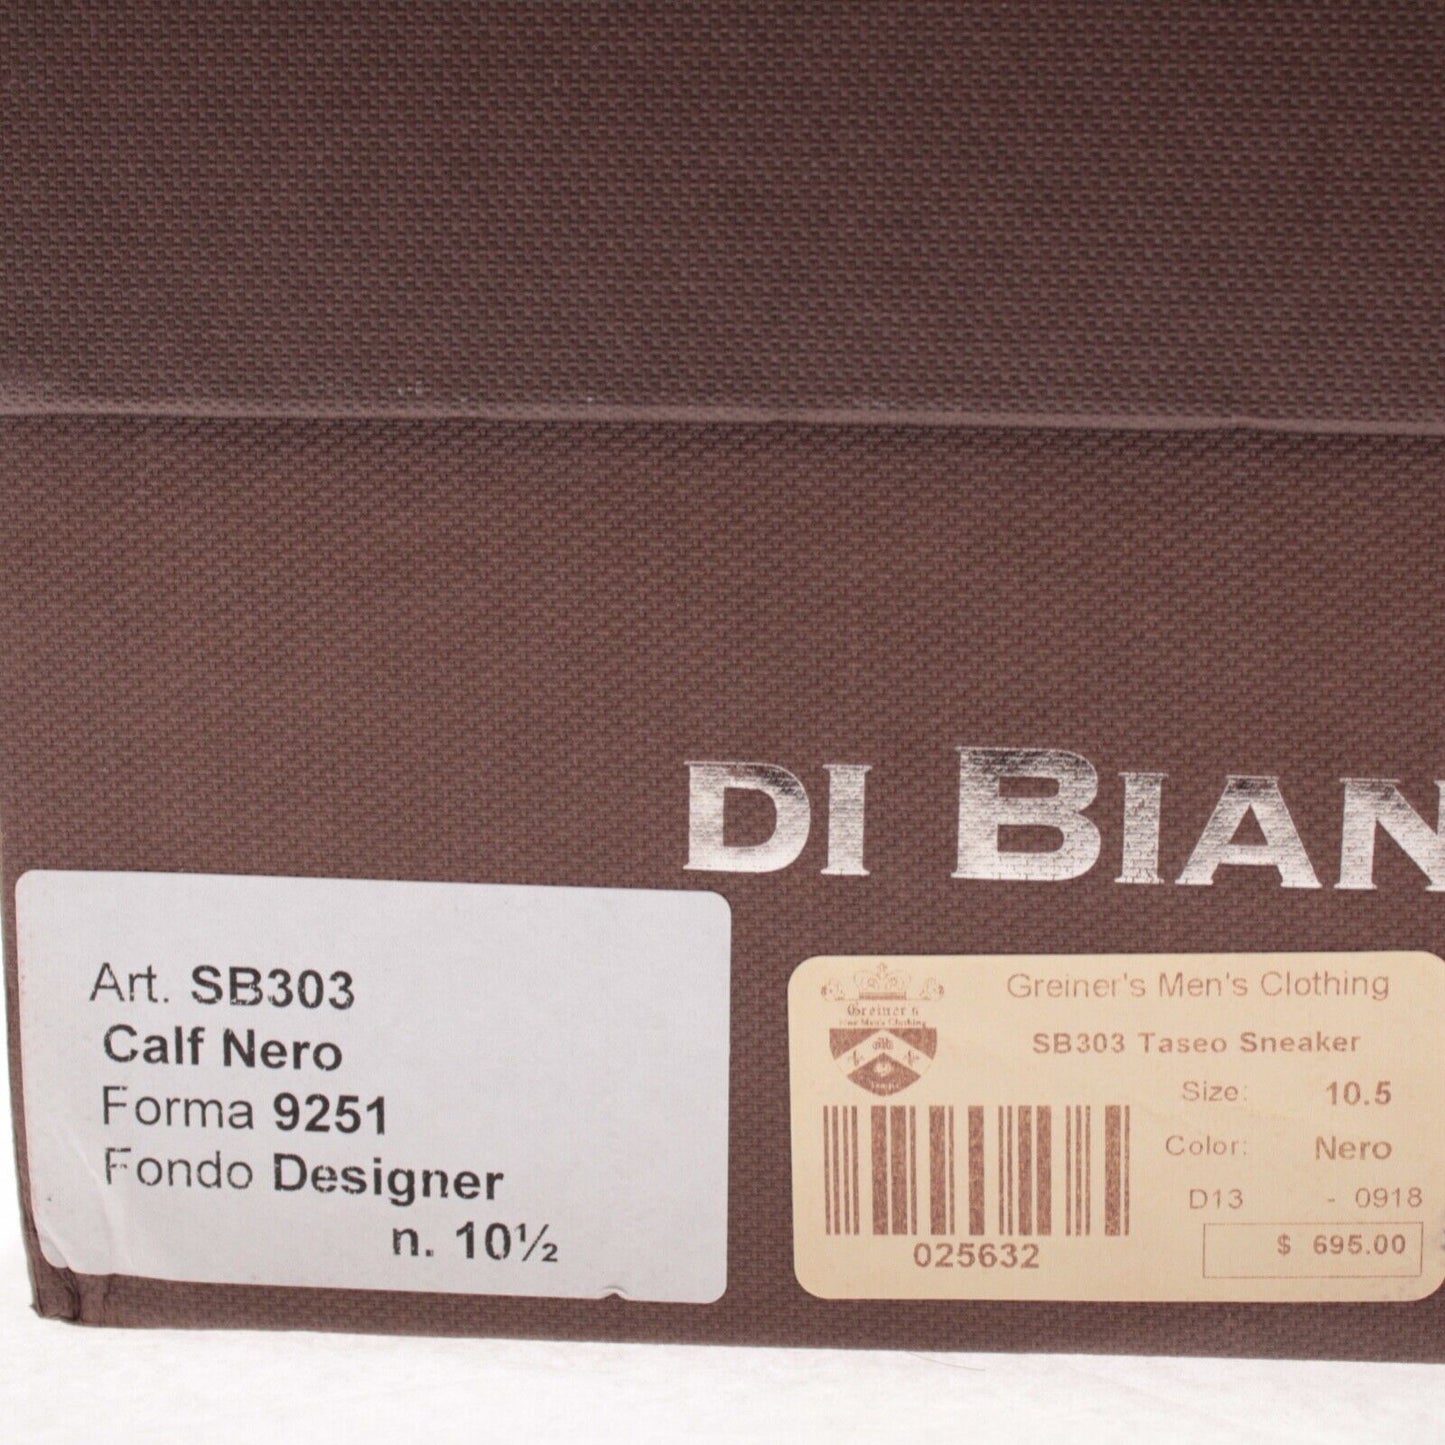 DI BIAN
Art. SB303
Calf Nero
Forma 9251
Fondo Designer
n. 10½
Greiner's
Greiner's Men's Clothing
SB303 Taseo Sneaker
Size: 10.5
Color: Nero
D13 - 0918
$ 695.00
025632